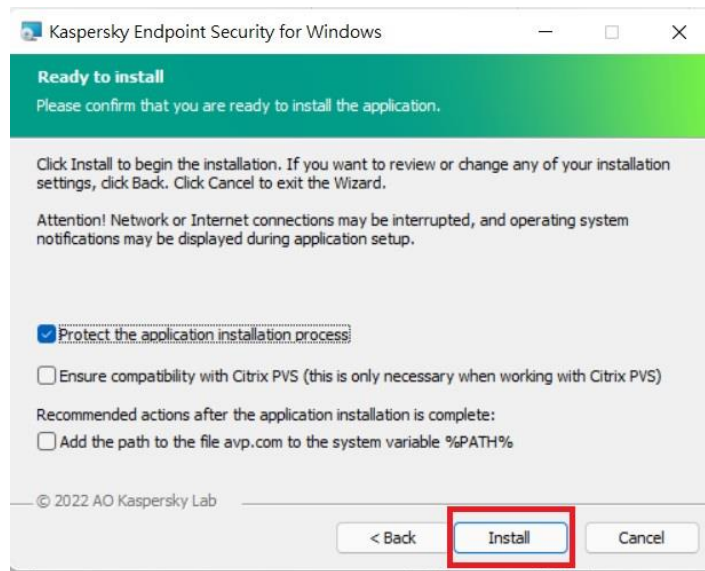 Kaspersky Endpoint Security for Windows
Ready to install
Please confirm that you are ready to install the application.
Click Install to begin the installation. If you want to review or change any of your installation
settings, click Back. Click Cancel to exit the Wizard.
Attention! Network or Internet connections may be interrupted, and operating system
notifications may be displayed during application setup.
Protect the application installation process
Ensure compatibility with Citrix PVS (this is only necessary when working with Citrix PVS)
Recommended actions after the application installation is complete:
Add the path to the file avp.com to the system variable %PATH%
© 2022 AO Kaspersky Lab
< Back Install Cancel